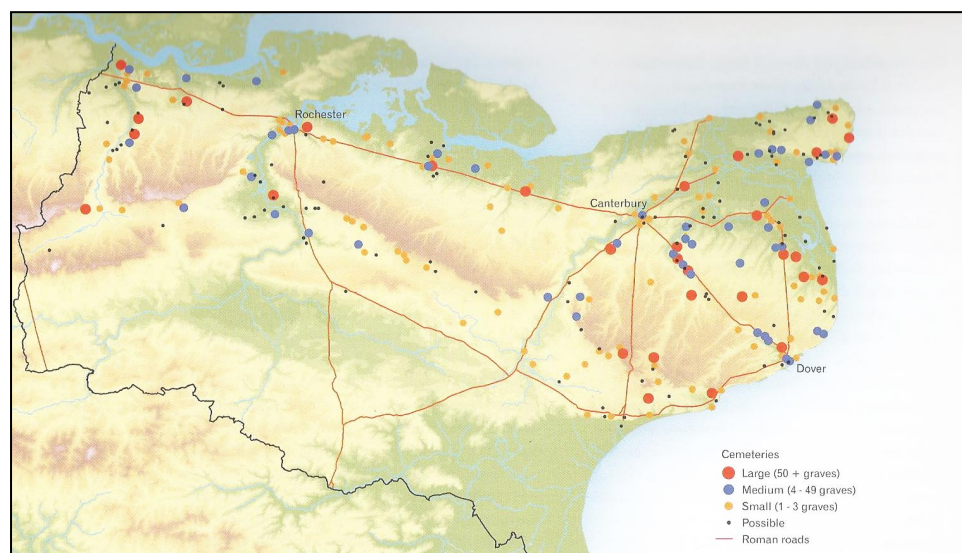 Rochester
Canterbury
Dover
Cemeteries
Large (50 + graves)
Medium (4 - 49 graves)
Small (1 - 3 graves)
Possible
Roman roads